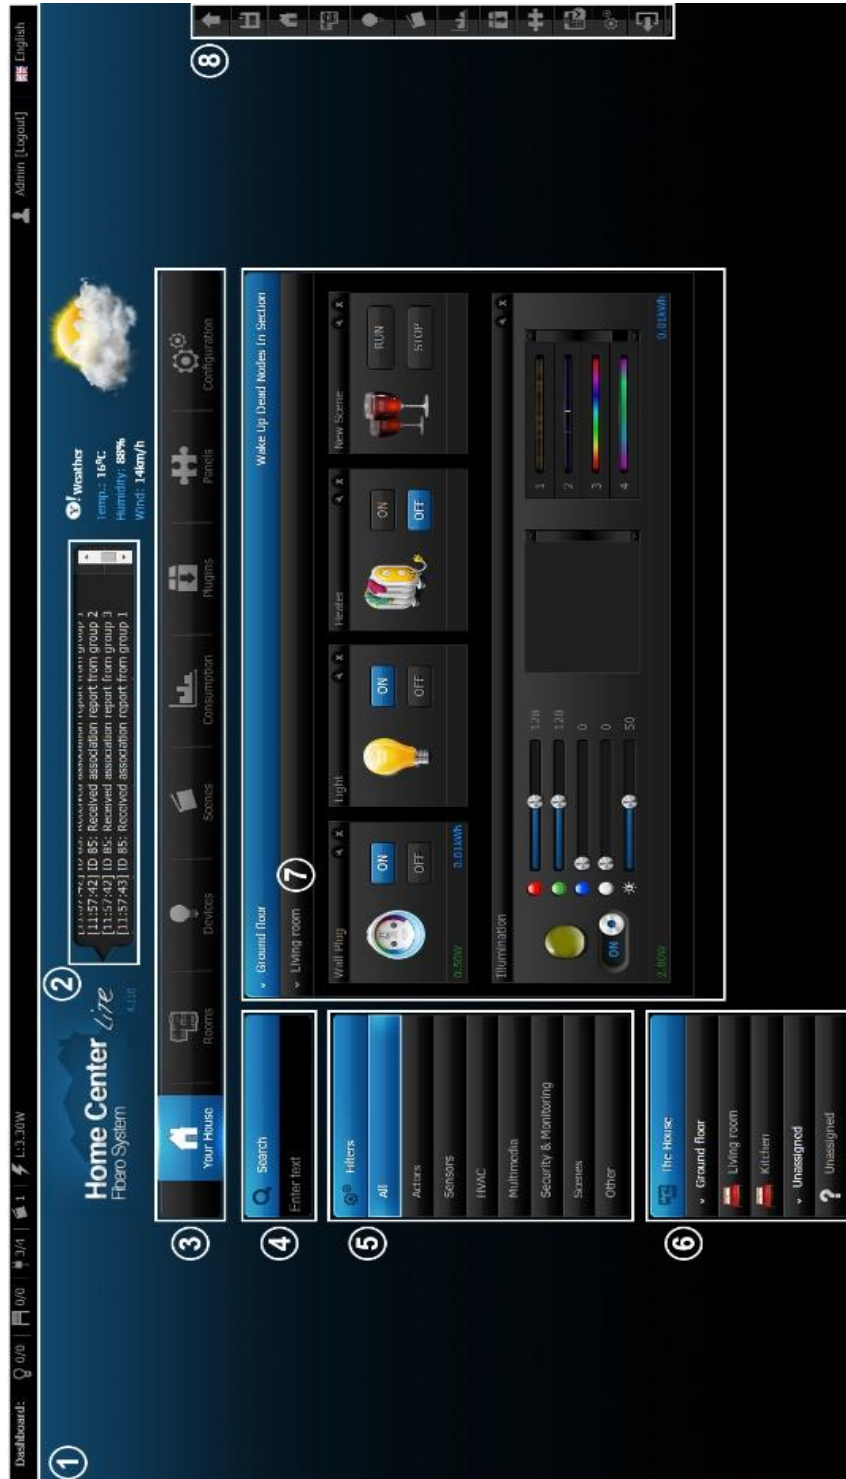 Dashboard: 0/0 0/0 3/4 1 L:3.30W Admin [Logout] English
1
Home Center Lite
Fibaro System
4.110
2
[11:57:42] ID 85: Received association report from group 2
[11:57:42] ID 85: Received association report from group 3
[11:57:43] ID 85: Received association report from group 1
Y! Weather
Temp.: 16°C
Humidity: 88%
Wind: 14km/h
3
Your House Rooms Devices Scenes Consumption Plugins Panels Configuration
4
Search
Enter text
5
Filters
All
Actors
Sensors
HVAC
Multimedia
Security & Monitoring
Scenes
Other
6
The House
Ground floor
Living room
Kitchen
Unassigned
? Unassigned
Ground floor Wake Up Dead Nodes In Section
Living room
7
Wall Plug
ON
OFF
0.50W 0.01kWh
Light
ON
OFF
Heater
ON
OFF
New Scene
RUN
STOP
Illumination
128
128
0
0
50
ON
1
2
3
4
2.80W 0.01kWh
8